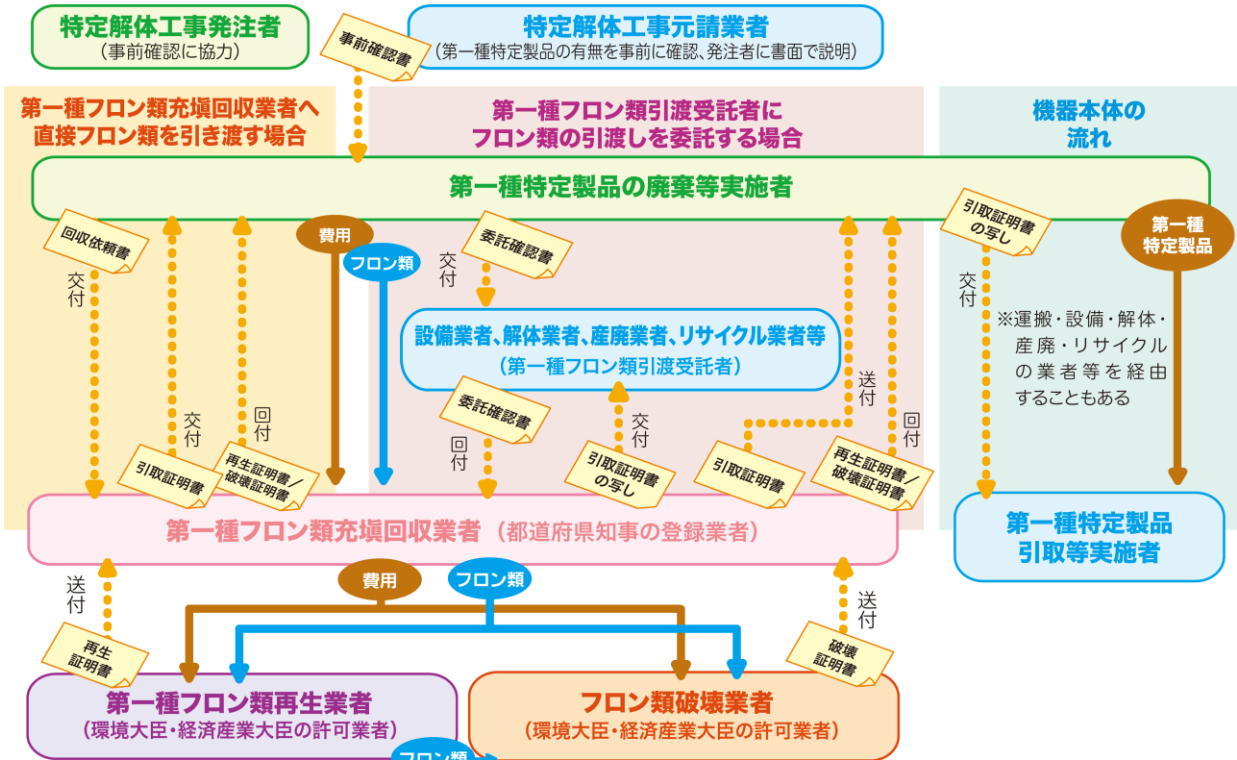 特定解体工事発注者
(事前確認に協力)
事前確認書
特定解体工事元請業者
(第一種特定製品の有無を事前に確認、発注者に書面で説明)
第一種フロン類充塡回収業者へ
直接フロン類を引き渡す場合
第一種フロン類引渡受託者に
フロン類の引渡しを委託する場合
機器本体の
流れ
第一種特定製品の廃棄等実施者
回収依頼書
交付
引取証明書
交付
再生証明書/
破壊証明書
回付
費用
フロン類
委託確認書
交付
設備業者、解体業者、産廃業者、リサイクル業者等
(第一種フロン類引渡受託者)
委託確認書
回付
引取証明書
の写し
交付
引取証明書
送付
再生証明書/
破壊証明書
回付
引取証明書
の写し
交付
第一種
特定製品
※運搬・設備・解体・
産廃・リサイクル
の業者等を経由
することもある
第一種フロン類充塡回収業者(都道府県知事の登録業者)
第一種特定製品
引取等実施者
送付
再生
証明書
費用
フロン類
送付
破壊
証明書
第一種フロン類再生業者
(環境大臣・経済産業大臣の許可業者)
フロン類破壊業者
(環境大臣・経済産業大臣の許可業者)
フロン類